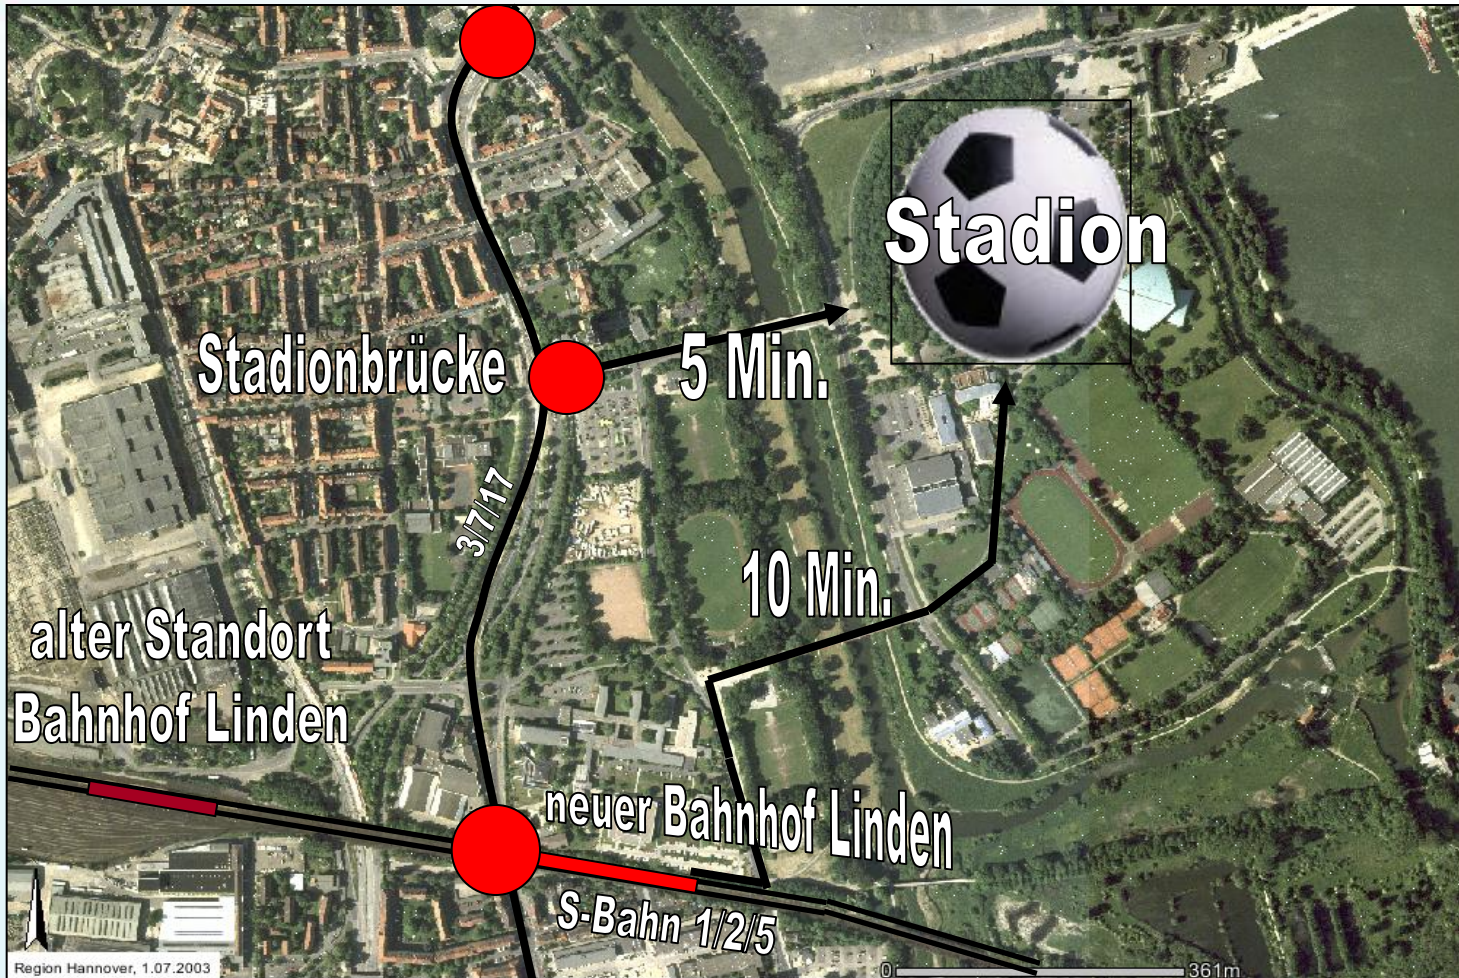 Stadion
Stadionbrücke
5 Min.
3/7/17
10 Min.
alter Standort
Bahnhof Linden
neuer Bahnhof Linden
S-Bahn 1/2/5
Region Hannover, 1.07.2003
0 361m